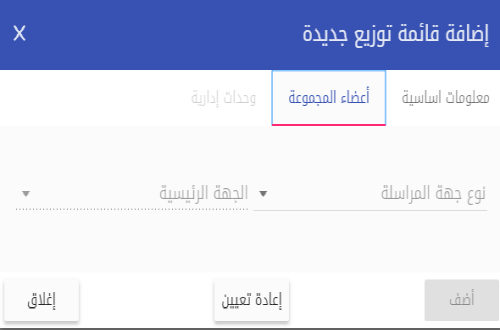 إضافة قائمة توزيع جديدة X
معلومات اساسية أعضاء المجموعة وحدات إدارية
نوع جهة المراسلة الجهة الرئيسية
أضف إعادة تعيين إغلاق